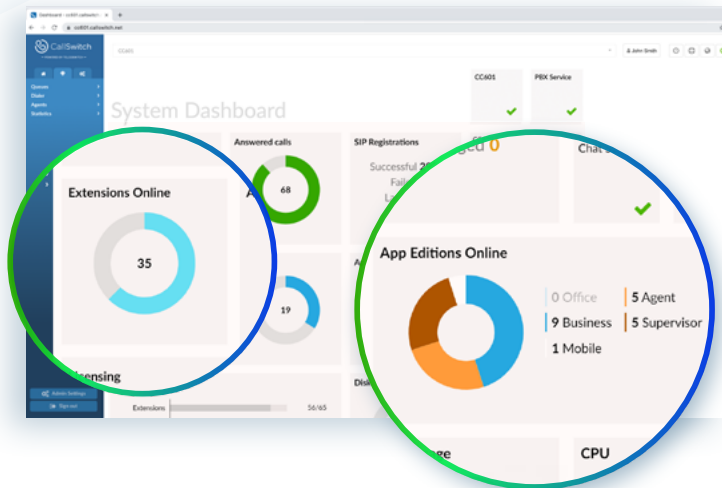 Dashboard - cc601.callswitch.
cc601.callswitch.net
CallSwitch
CC601
John Smith
Queues
Dialer
Agents
Statistics
System Dashboard
CC601
PBX Service
Answered calls
68
SIP Registrations
Successful
Extensions Online
35
19
0
Chat
App Editions Online
0 Office
5 Agent
9 Business
5 Supervisor
1 Mobile
Extensions
56/65
Admin Settings
Sign out
CPU